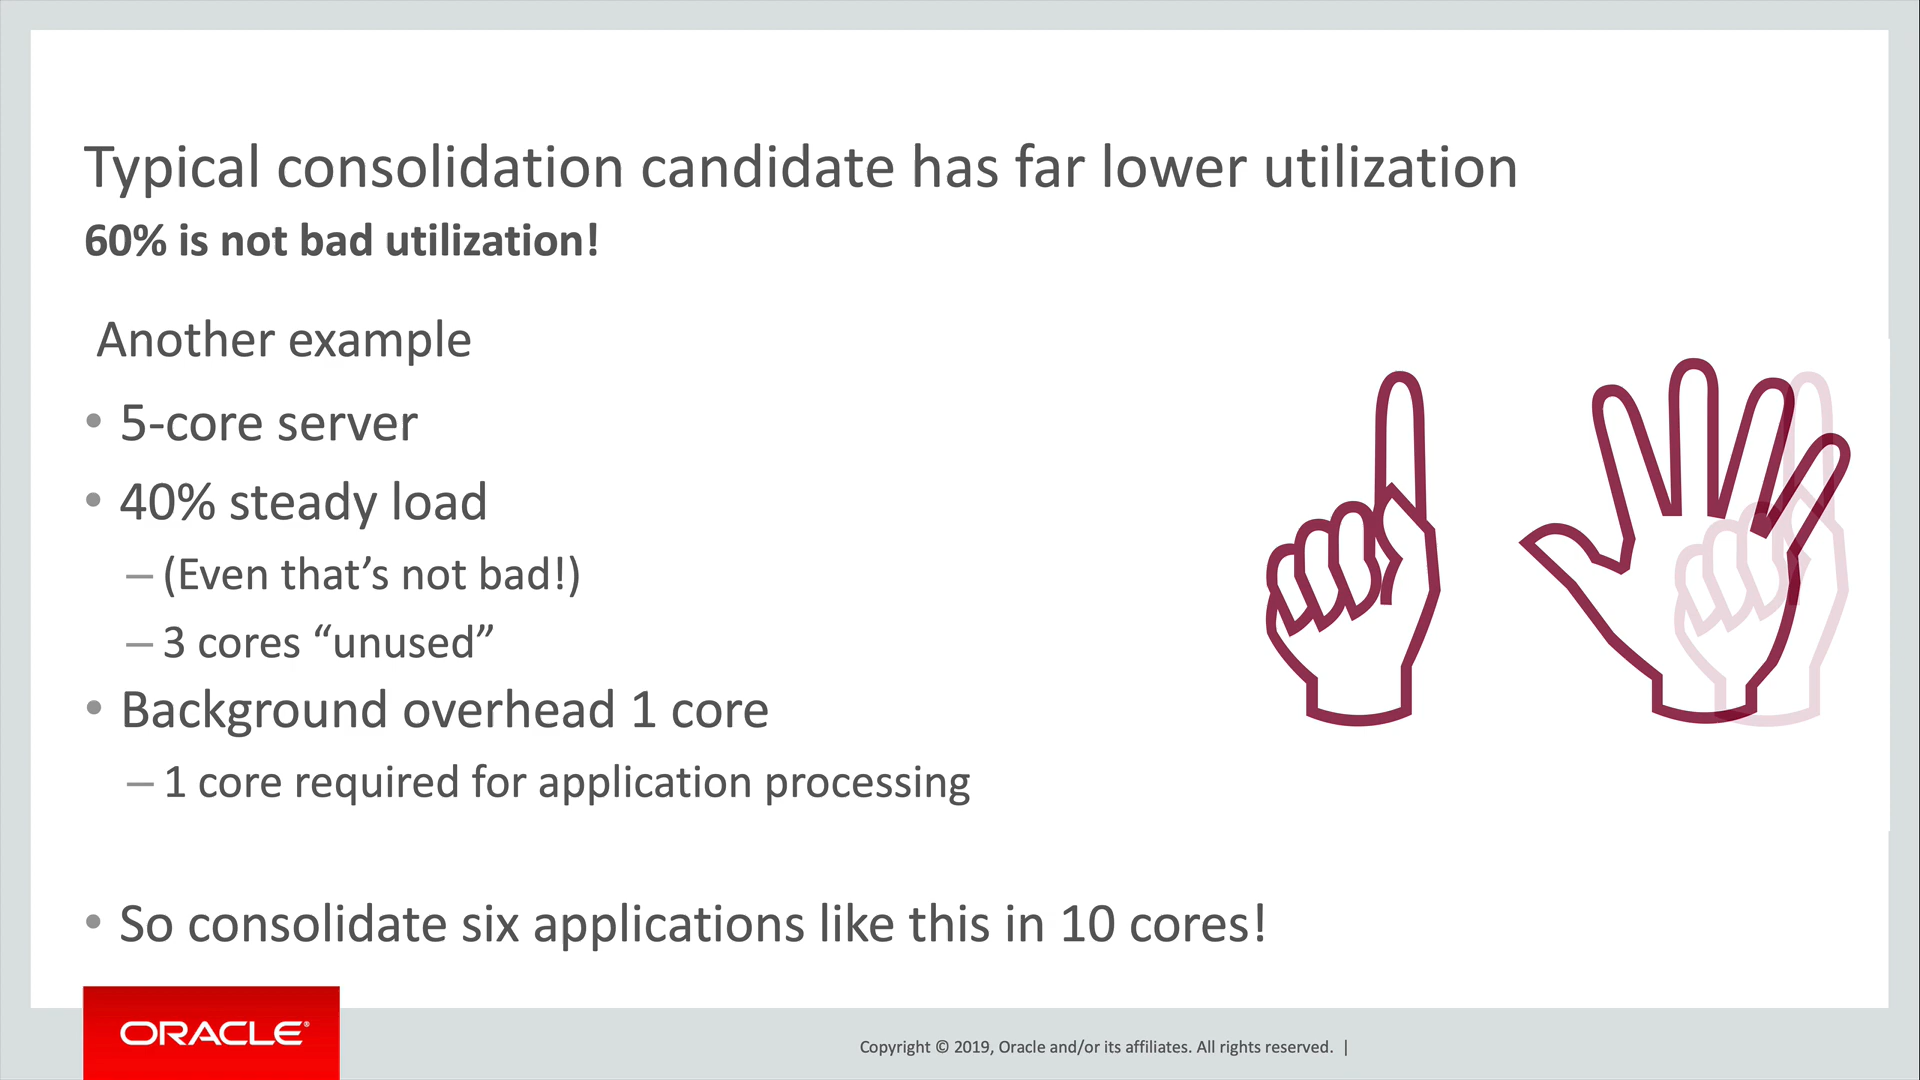 Typical consolidation candidate has far lower utilization
60% is not bad utilization!
Another example
• 5-core server
• 40% steady load
– (Even that’s not bad!)
– 3 cores “unused”
• Background overhead 1 core
– 1 core required for application processing
• So consolidate six applications like this in 10 cores!
ORACLE®
Copyright © 2019, Oracle and/or its affiliates. All rights reserved. |